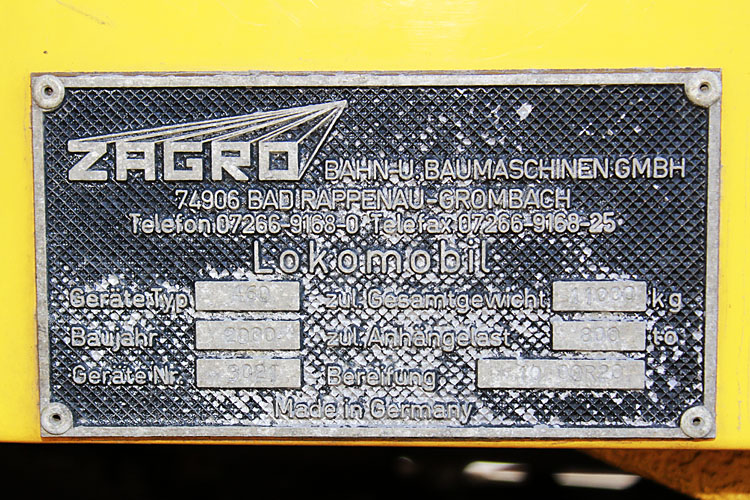 ZAGRO BAHN-U. BAUMASCHINEN GMBH
74906 BAD RAPPENAU-GROMBACH
Telefon 07266-9168-0 Telefax 07266-9168-25
Lokomobil
Geräte Typ zul. Gesamtgewicht kg
Baujahr 2000 zul. Anhängelast 800 to
Geräte Nr. Bereifung
Made in Germany